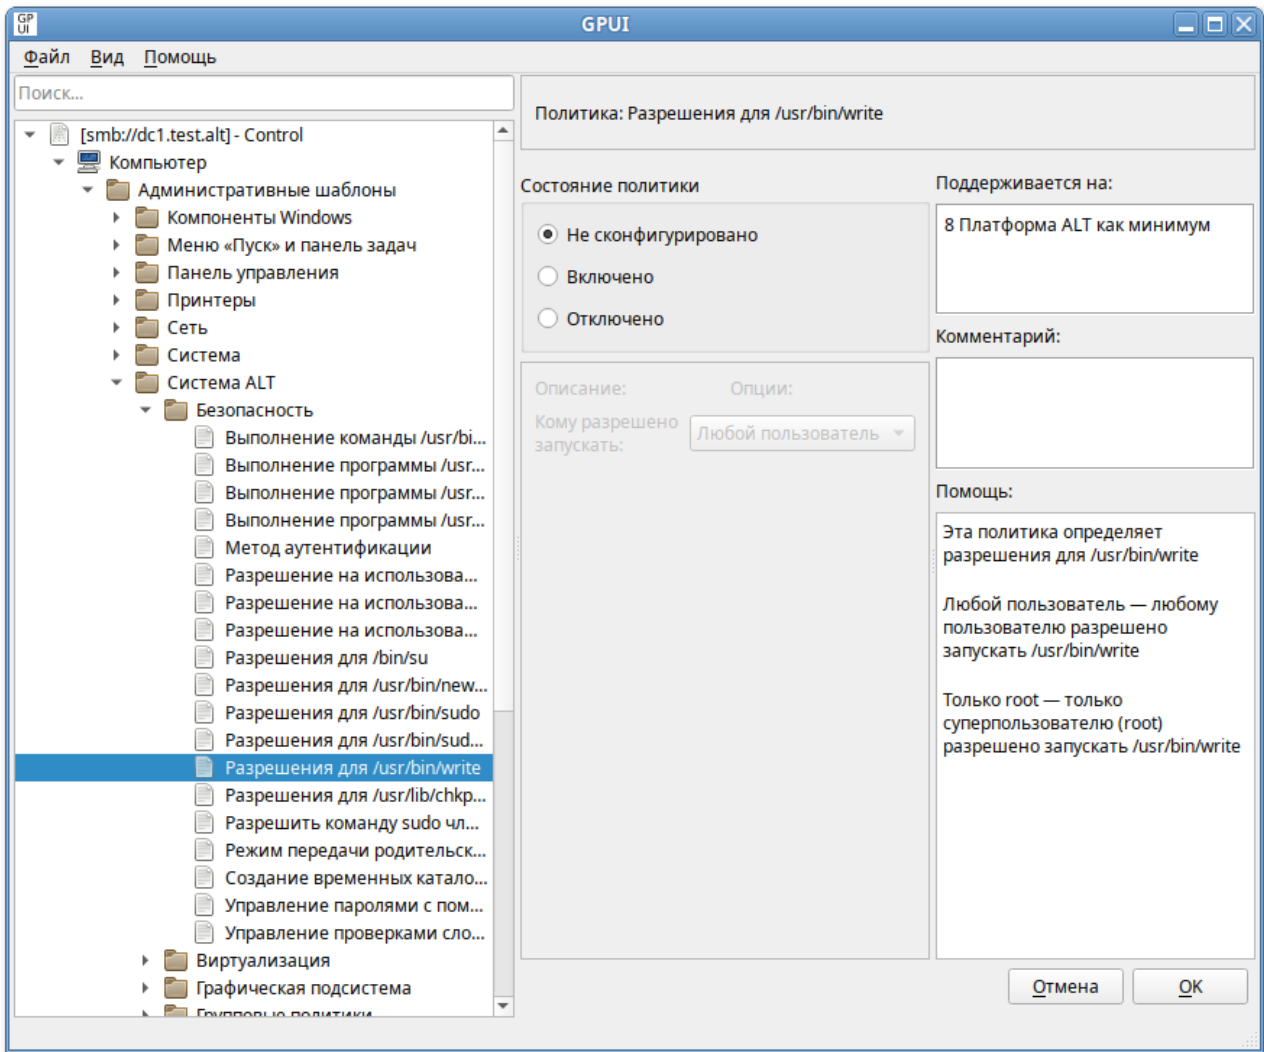 GP
UI
GPUI
Файл Вид Помощь
Поиск...
[smb://dc1.test.alt] - Control
Компьютер
Административные шаблоны
Компоненты Windows
Меню «Пуск» и панель задач
Панель управления
Принтеры
Сеть
Система
Система ALT
Безопасность
Выполнение команды /usr/bi...
Выполнение программы /usr...
Выполнение программы /usr...
Выполнение программы /usr...
Метод аутентификации
Разрешение на использова...
Разрешение на использова...
Разрешение на использова...
Разрешения для /bin/su
Разрешения для /usr/bin/new...
Разрешения для /usr/bin/sudo
Разрешения для /usr/bin/sud...
Разрешения для /usr/bin/write
Разрешения для /usr/lib/chkp...
Разрешить команду sudo чл...
Режим передачи родительск...
Создание временных катало...
Управление паролями с пом...
Управление проверками сло...
Виртуализация
Графическая подсистема
Групповые политики
Политика: Разрешения для /usr/bin/write
Состояние политики
Не сконфигурировано
Включено
Отключено
Описание: Опции:
Кому разрешено
запускать:
Любой пользователь
Поддерживается на:
8 Платформа ALT как минимум
Комментарий:
Помощь:
Эта политика определяет
разрешения для /usr/bin/write
Любой пользователь — любому
пользователю разрешено
запускать /usr/bin/write
Только root — только
суперпользователю (root)
разрешено запускать /usr/bin/write
Отмена OK